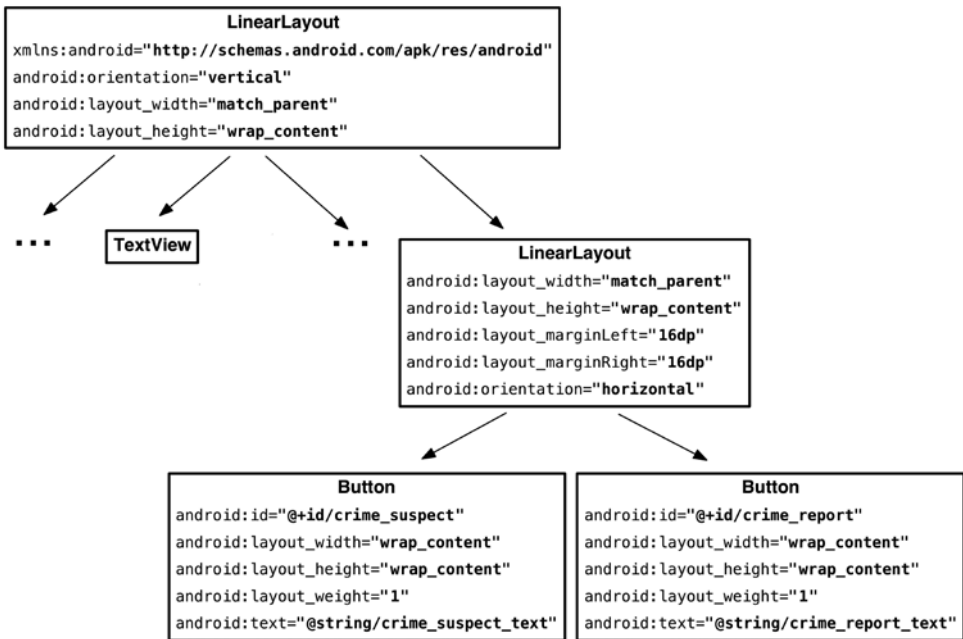 LinearLayout
xmlns:android="http://schemas.android.com/apk/res/android"
android:orientation="vertical"
android:layout_width="match_parent"
android:layout_height="wrap_content"
...
TextView
...
LinearLayout
android:layout_width="match_parent"
android:layout_height="wrap_content"
android:layout_marginLeft="16dp"
android:layout_marginRight="16dp"
android:orientation="horizontal"
Button
android:id="@+id/crime_suspect"
android:layout_width="wrap_content"
android:layout_height="wrap_content"
android:layout_weight="1"
android:text="@string/crime_suspect_text"
Button
android:id="@+id/crime_report"
android:layout_width="wrap_content"
android:layout_height="wrap_content"
android:layout_weight="1"
android:text="@string/crime_report_text"